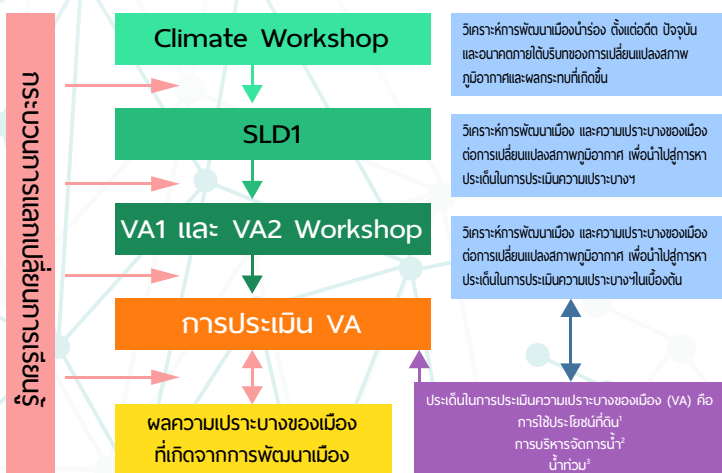 กระบวนการแลกเปลี่ยนการเรียนรู้
Climate Workshop
วิเคราะห์การพัฒนาเมืองนำร่อง ตั้งแต่อดีต ปัจจุบัน
และอนาคตภายใต้บริบทของการเปลี่ยนแปลงสภาพ
ภูมิอากาศและผลกระทบที่เกิดขึ้น
SLD1
วิเคราะห์การพัฒนาเมือง และความเปราะบางของเมือง
ต่อการเปลี่ยนแปลงสภาพภูมิอากาศ เพื่อนำไปสู่การหา
ประเด็นในการประเมินความเปราะบางฯ
VA1 และ VA2 Workshop
วิเคราะห์การพัฒนาเมือง และความเปราะบางของเมือง
ต่อการเปลี่ยนแปลงสภาพภูมิอากาศ เพื่อนำไปสู่การหา
ประเด็นในการประเมินความเปราะบางฯในเบื้องต้น
การประเมิน VA
ผลความเปราะบางของเมือง
ที่เกิดจากการพัฒนาเมือง
ประเด็นในการประเมินความเปราะบางของเมือง (VA) คือ
การใช้ประโยชน์ที่ดิน¹
การบริหารจัดการน้ำ²
น้ำท่วม³